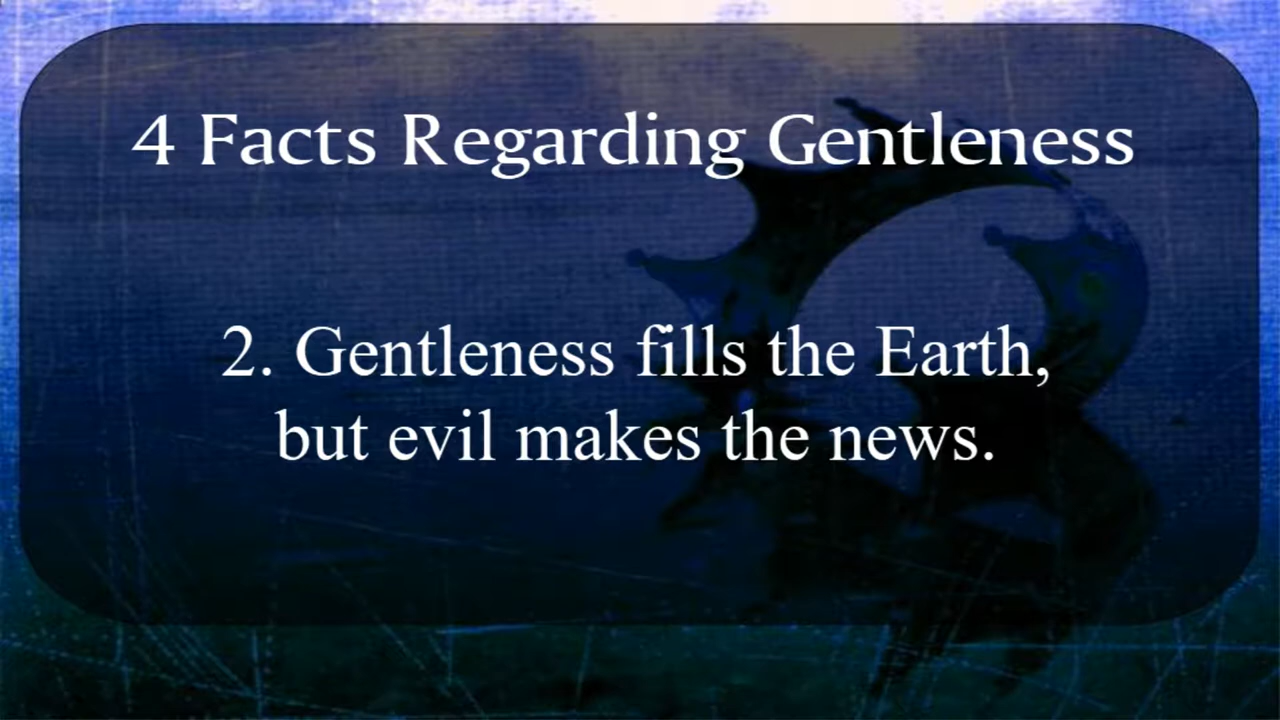 4 Facts Regarding Gentleness
2. Gentleness fills the Earth,
but evil makes the news.